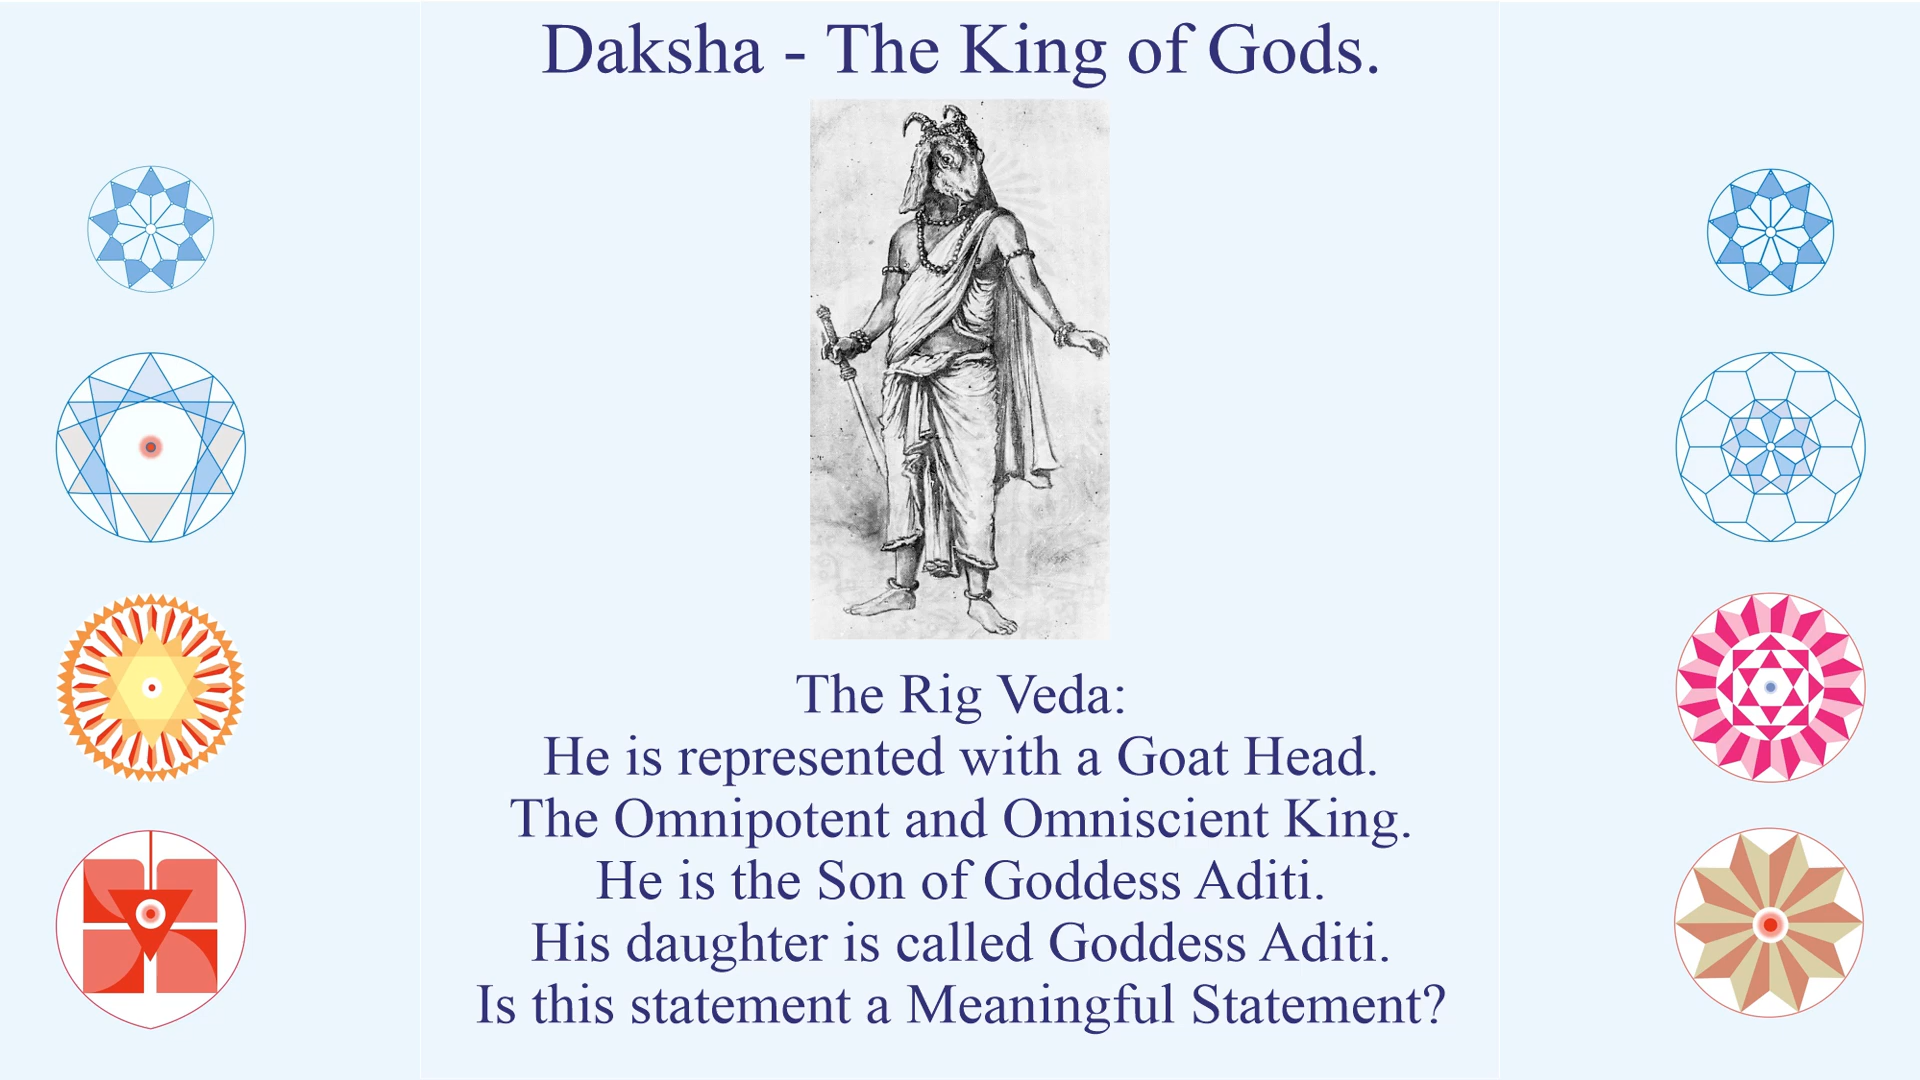 Daksha - The King of Gods.
The Rig Veda:
He is represented with a Goat Head.
The Omnipotent and Omniscient King.
He is the Son of Goddess Aditi.
His daughter is called Goddess Aditi.
Is this statement a Meaningful Statement?